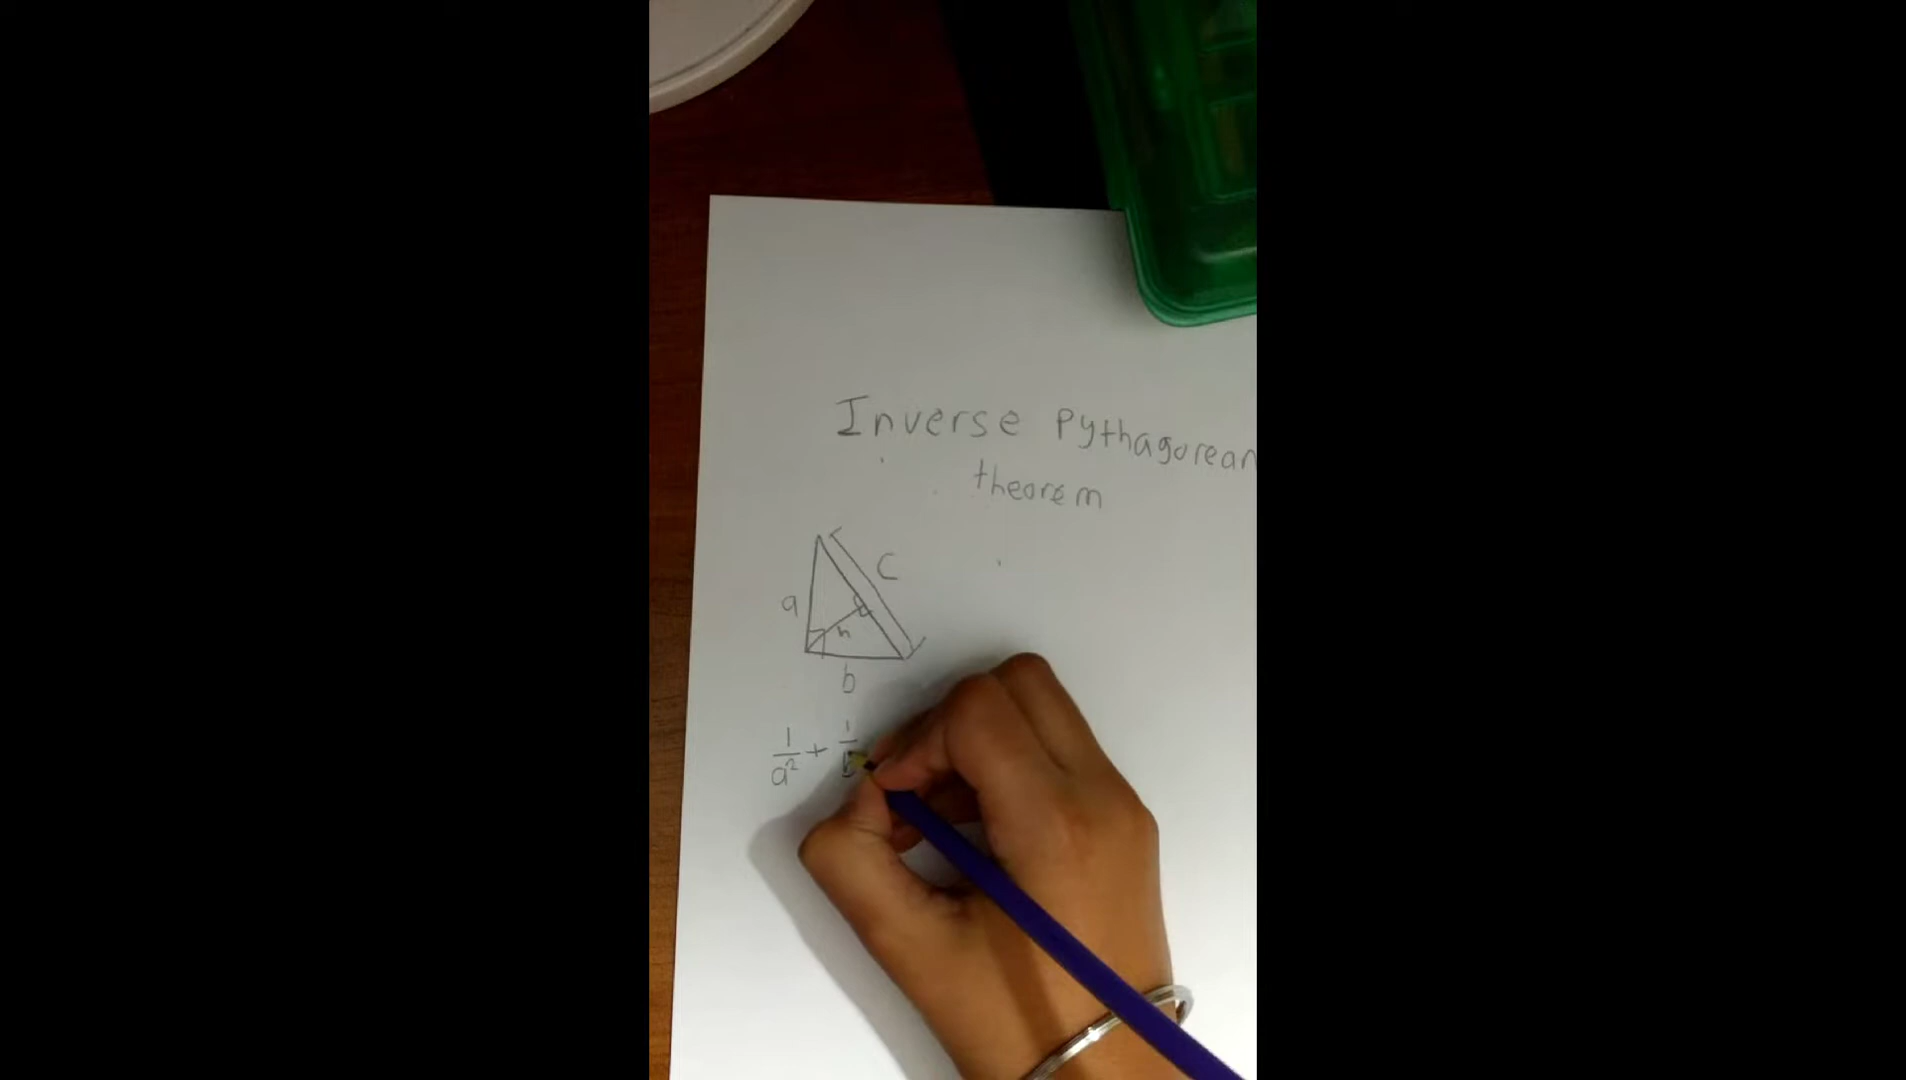 Inverse Pythagorean
theorem
c
a
h
b
1/a² + 1/b